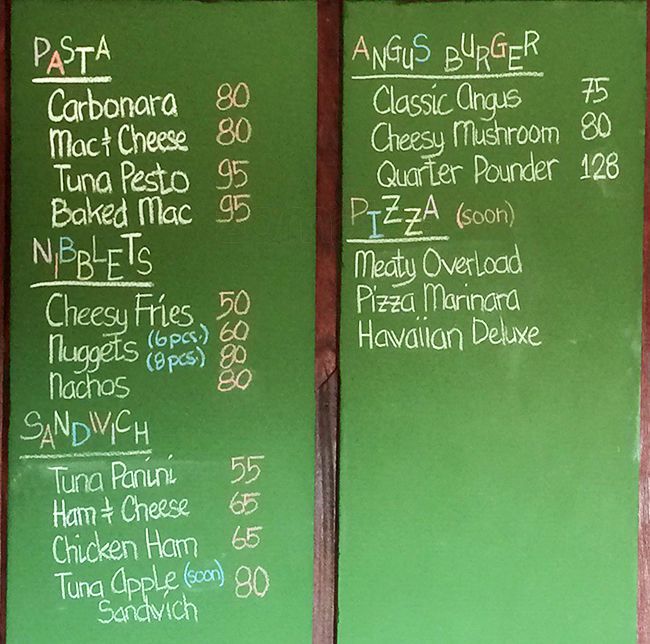 PASTA
Carbonara 80
Mac & Cheese 80
Tuna Pesto 95
Baked Mac 95
NIBBLETS
Cheesy Fries 50
Nuggets (6pcs.) 60
(8pcs.) 80
Nachos 80
SANDWICH
Tuna Panini 55
Ham & Cheese 65
Chicken Ham 65
Tuna Apple (soon) 80
Sandwich
ANGUS BURGER
Classic Angus 75
Cheesy Mushroom 80
Quarter Pounder 128
PIZZA (soon)
Meaty Overload
Pizza Marinara
Hawaiian Deluxe